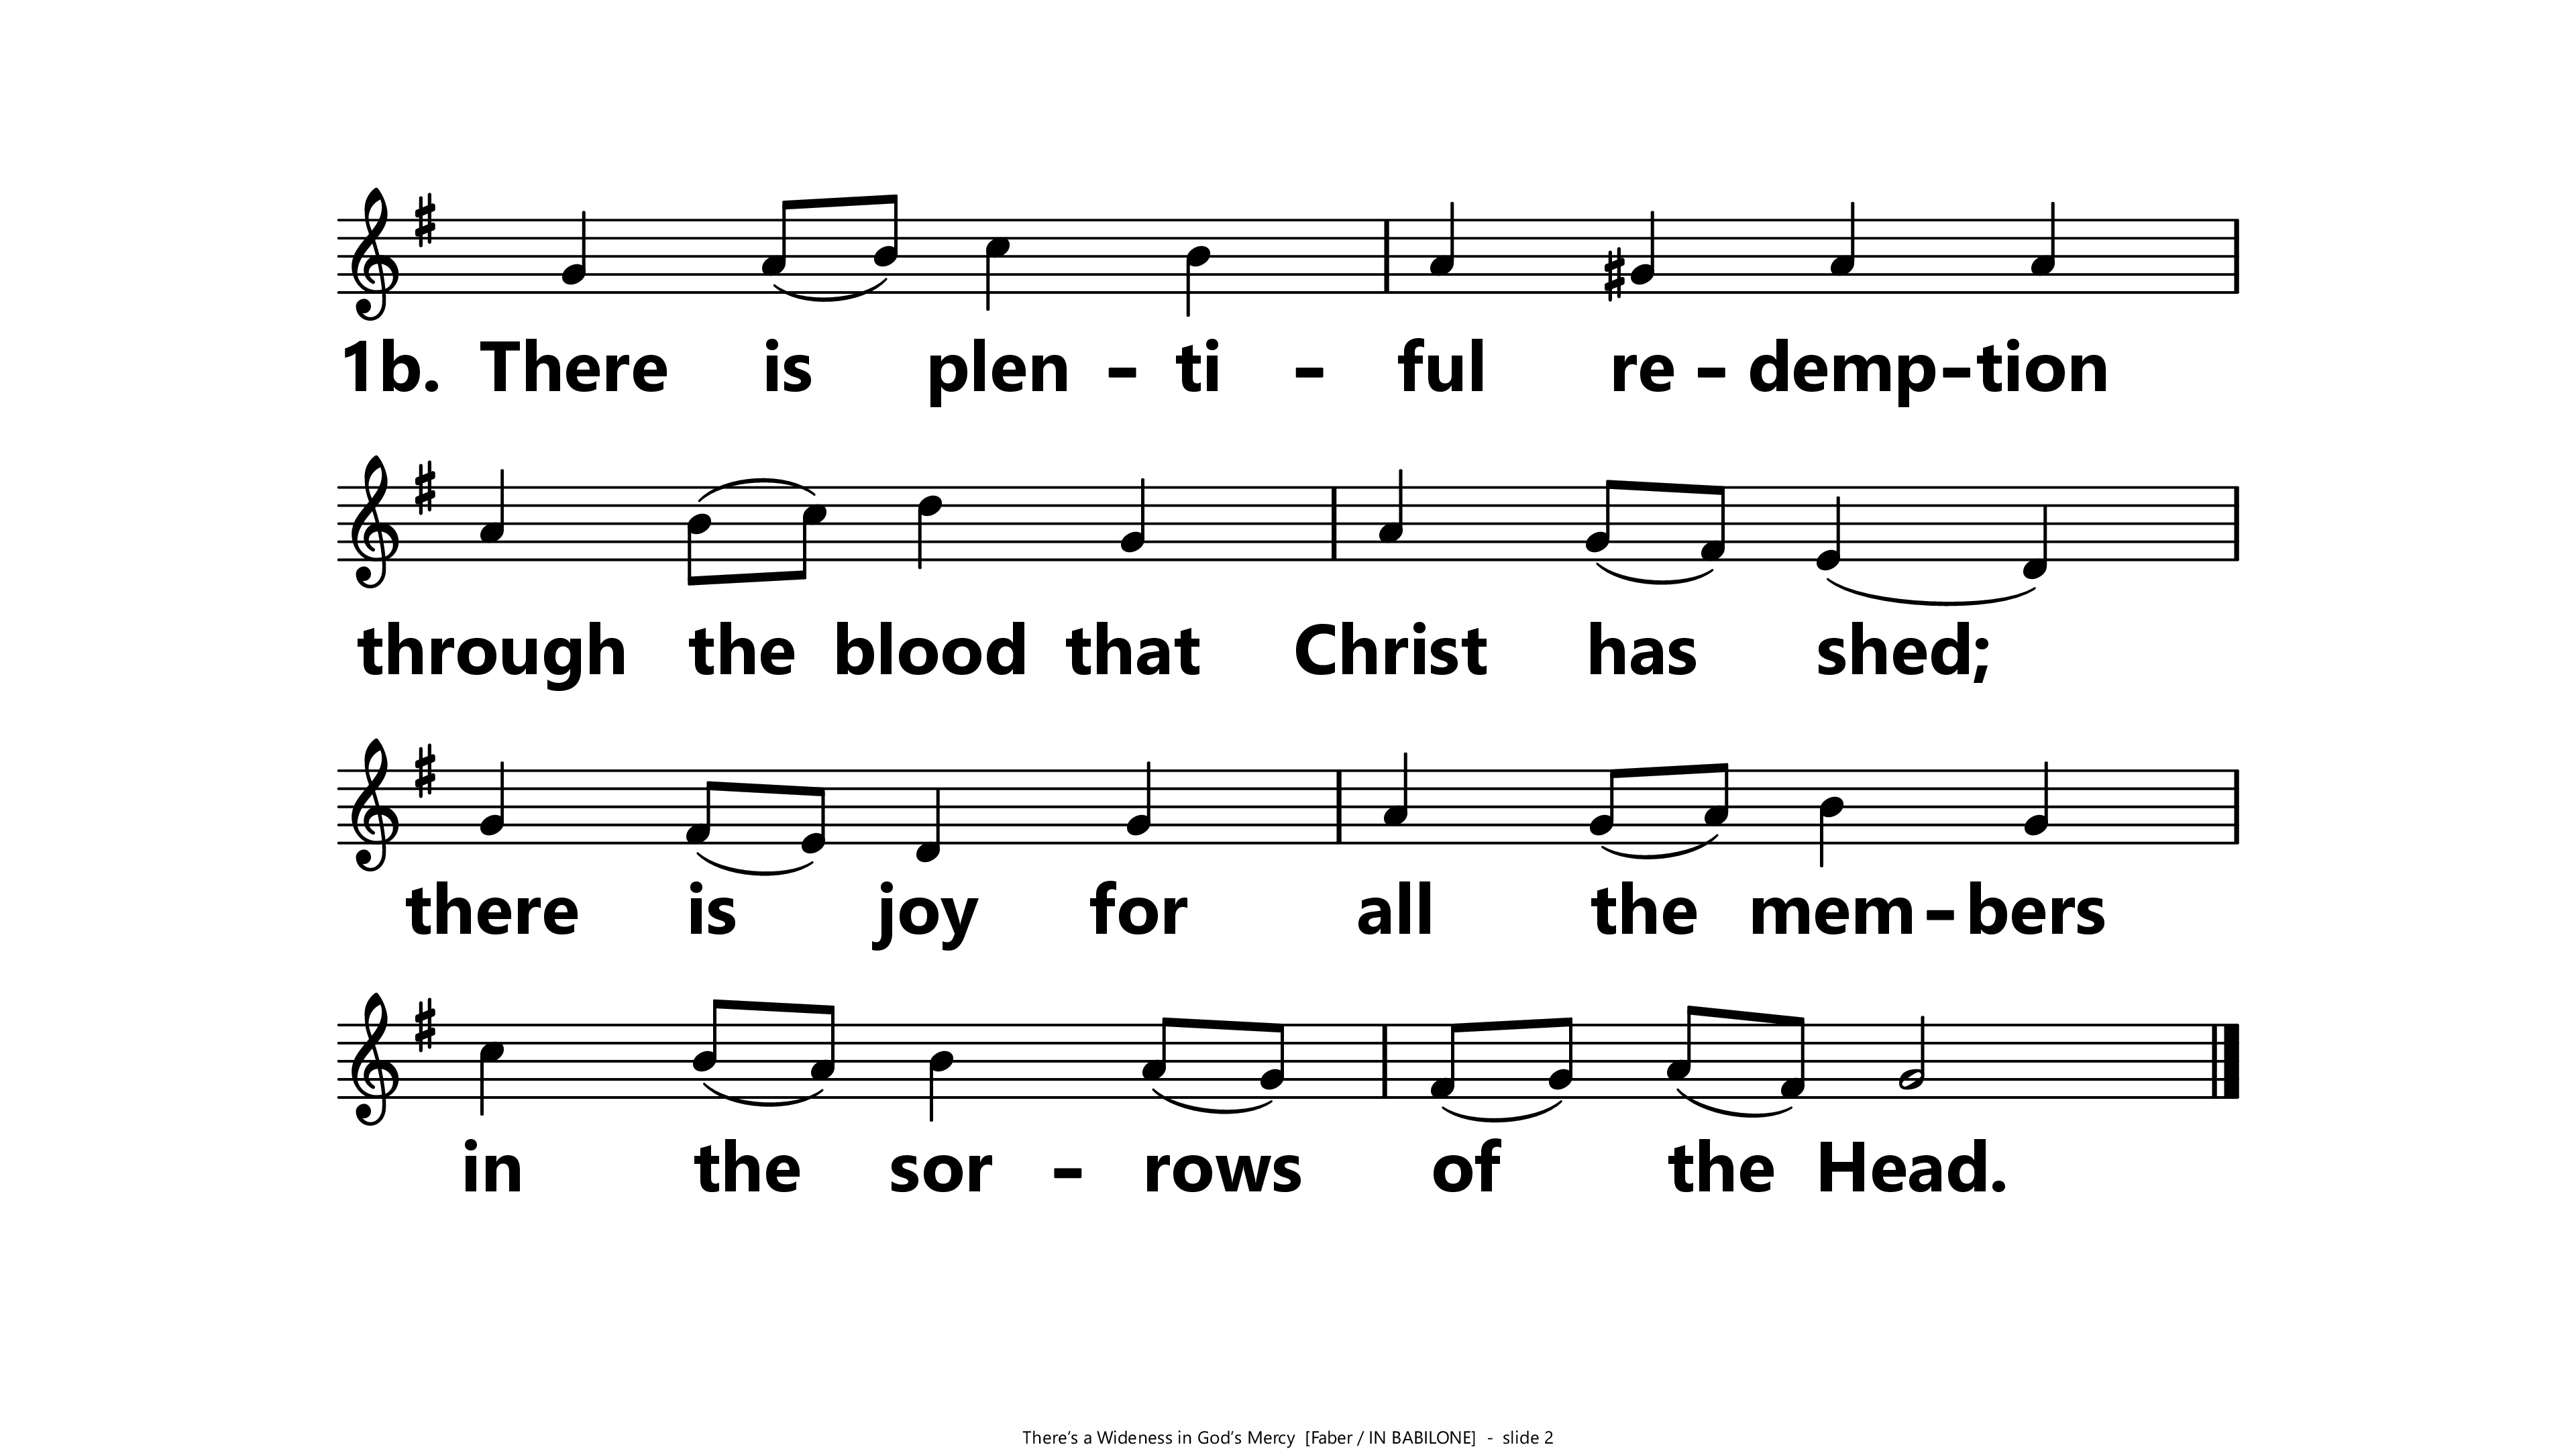 1b. There is plen - ti - ful re - demp - tion
through the blood that Christ has shed;
there is joy for all the mem - bers
in the sor - rows of the Head.
There's a Wideness in God's Mercy [Faber / IN BABILONE] - slide 2